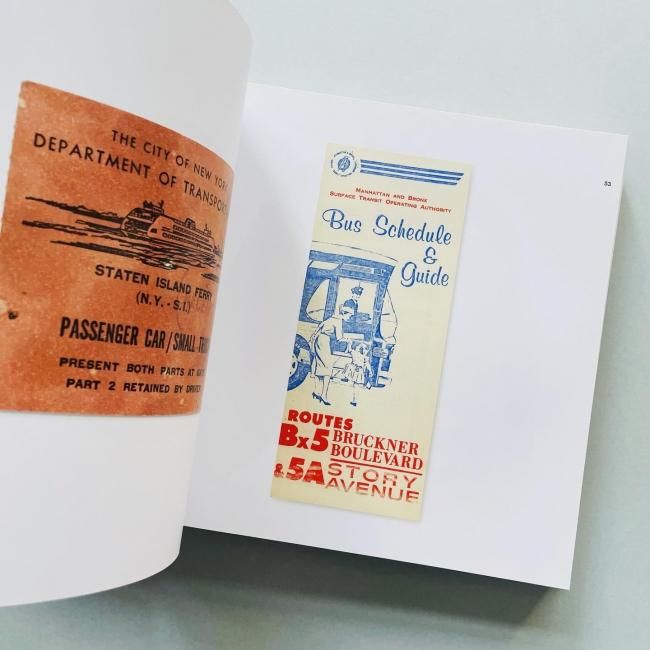 THE CITY OF NEW YORK
DEPARTMENT OF
STATEN ISLAND FERRY
(N.Y. - S.I.)
PASSENGER CAR/SMALL
PRESENT BOTH PARTS AT
PART 2 RETAINED BY
53
MANHATTAN AND BRONX
SURFACE TRANSIT OPERATING AUTHORITY
Bus Schedule
&
Guide
ROUTES
Bx5 BRUCKNER
BOULEVARD
& 5A STORY
AVENUE